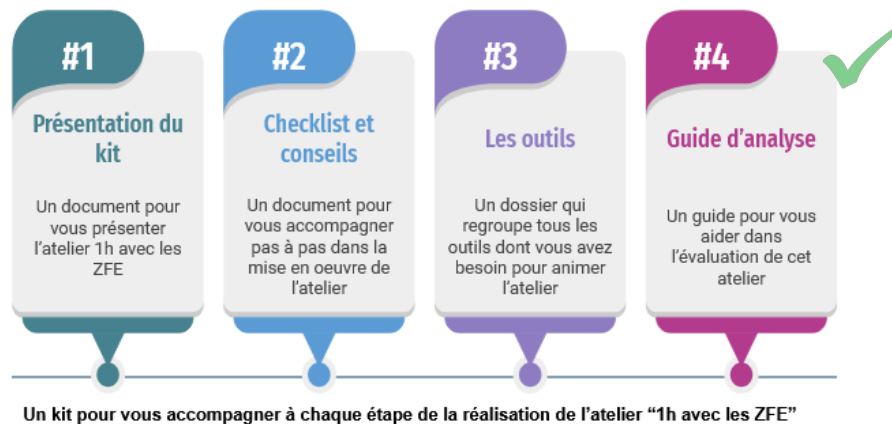 #1
Présentation du
kit
Un document pour
vous présenter
l'atelier 1h avec les
ZFE
#2
Checklist et
conseils
Un document pour
vous accompagner
pas à pas dans la
mise en oeuvre de
l'atelier
#3
Les outils
Un dossier qui
regroupe tous les
outils dont vous avez
besoin pour animer
l'atelier
#4
Guide d'analyse
Un guide pour vous
aider dans
l'évaluation de cet
atelier
Un kit pour vous accompagner à chaque étape de la réalisation de l'atelier “1h avec les ZFE”